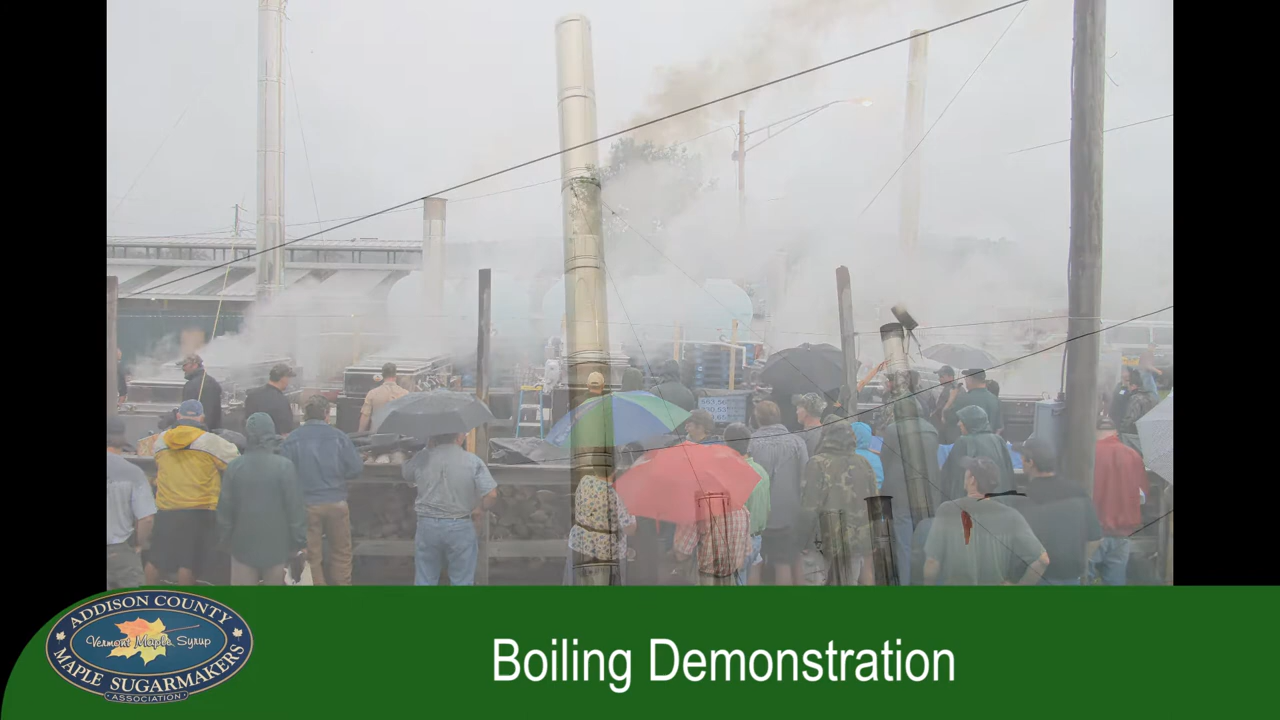 ADDISON COUNTY
Vermont Maple Syrup
MAPLE SUGARMAKERS
ASSOCIATION
Boiling Demonstration